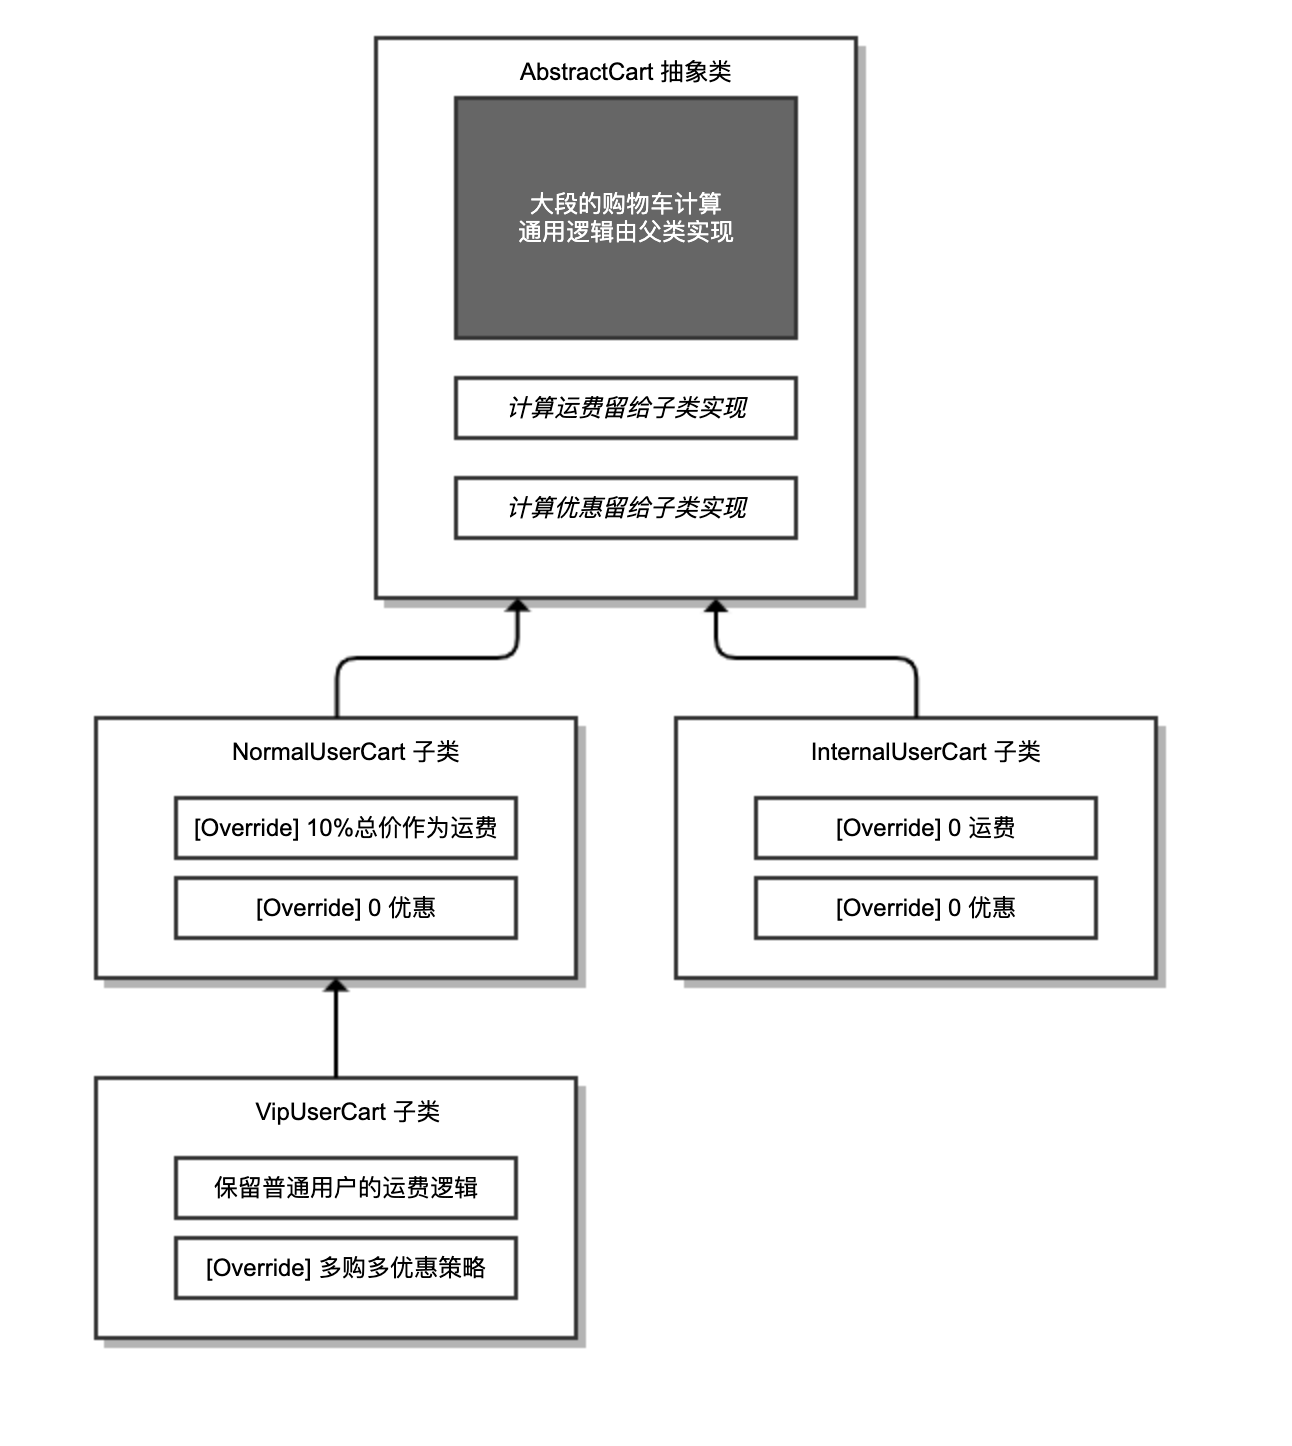 AbstractCart 抽象类
大段的购物车计算
通用逻辑由父类实现
计算运费留给子类实现
计算优惠留给子类实现
NormalUserCart 子类
[Override] 10%总价作为运费
[Override] 0 优惠
InternalUserCart 子类
[Override] 0 运费
[Override] 0 优惠
VipUserCart 子类
保留普通用户的运费逻辑
[Override] 多购多优惠策略